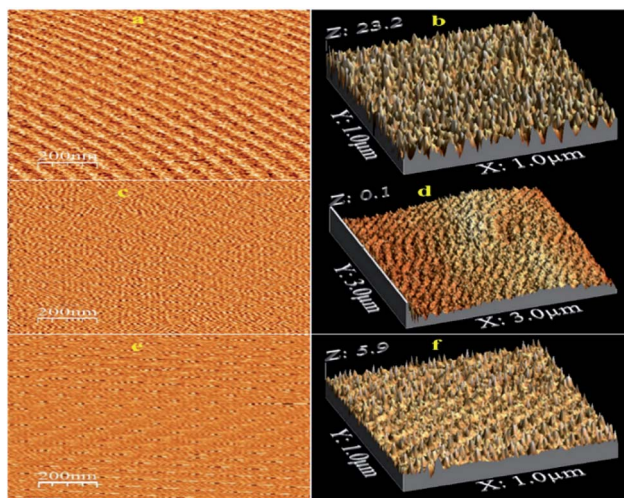 a
200nm
b
Z: 23.2
Y: 1.0µm
X: 1.0µm
c
200nm
d
Z: 0.1
Y: 3.0µm
X: 3.0µm
e
200nm
f
Z: 5.9
Y: 1.0µm
X: 1.0µm